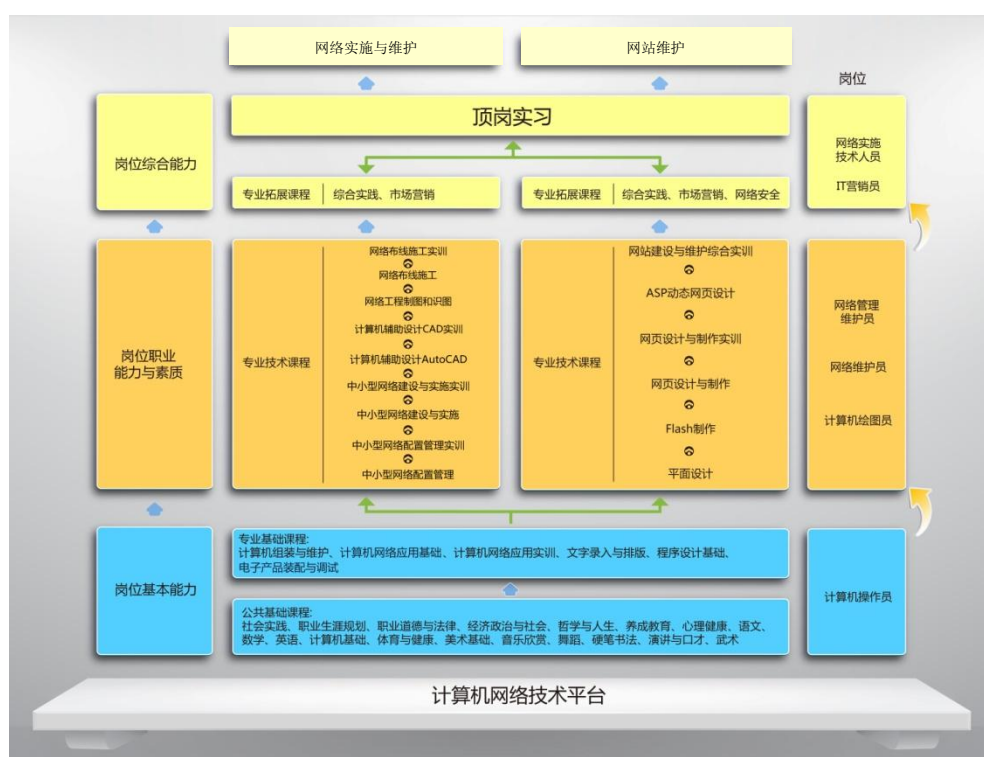 网络实施与维护
网站维护
岗位
顶岗实习
岗位综合能力
专业拓展课程
综合实践、市场营销
专业拓展课程
综合实践、市场营销、网络安全
网络实施
技术人员
IT营销员
岗位职业
能力与素质
专业技术课程
网络布线施工实训
网络布线施工
网络工程制图和识图
计算机辅助设计CAD实训
计算机辅助设计AutoCAD
中小型网络建设与实施实训
中小型网络建设与实施
中小型网络配置管理实训
中小型网络配置管理
专业技术课程
网站建设与维护综合实训
ASP动态网页设计
网页设计与制作实训
网页设计与制作
Flash制作
平面设计
网络管理
维护员
网络维护员
计算机绘图员
岗位基本能力
专业基础课程:
计算机组装与维护、计算机网络应用基础、计算机网络应用实训、文字录入与排版、程序设计基础、
电子产品装配与调试
公共基础课程:
社会实践、职业生涯规划、职业道德与法律、经济政治与社会、哲学与人生、养成教育、心理健康、语文、
数学、英语、计算机基础、体育与健康、美术基础、音乐欣赏、舞蹈、硬笔书法、演讲与口才、武术
计算机操作员
计算机网络技术平台